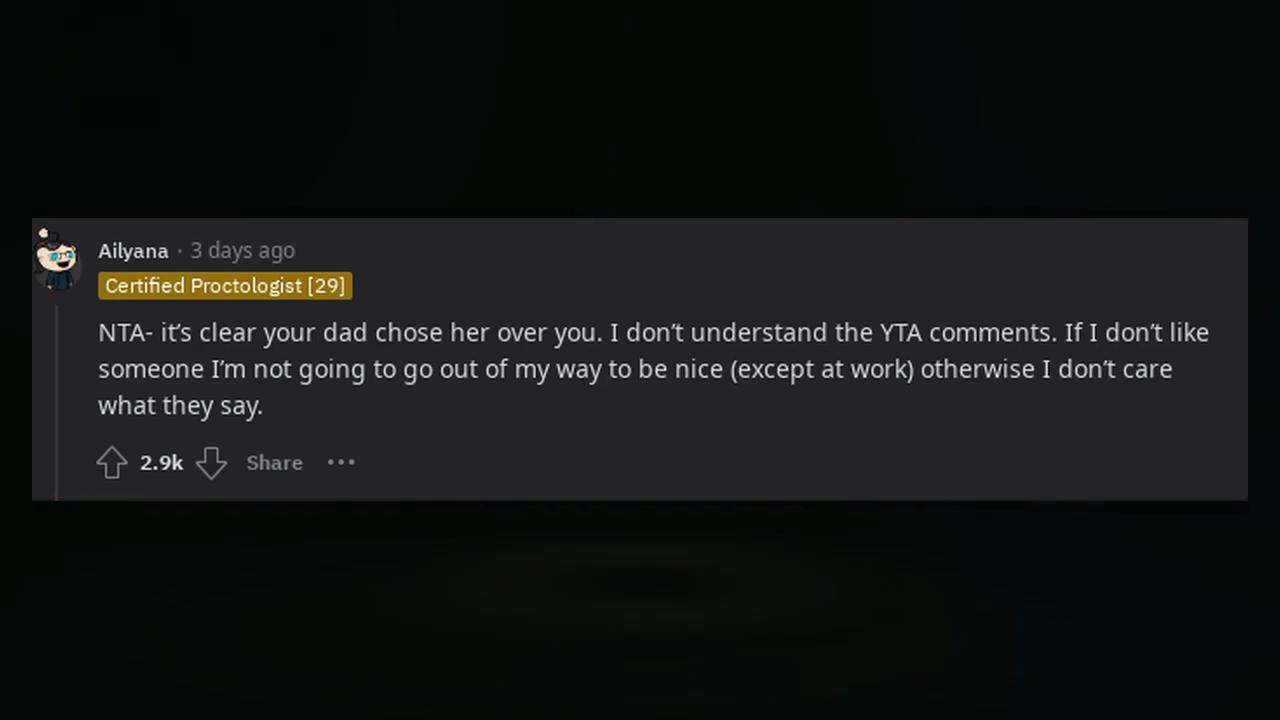 Ailyana · 3 days ago
Certified Proctologist [29]
NTA- it’s clear your dad chose her over you. I don’t understand the YTA comments. If I don’t like
someone I’m not going to go out of my way to be nice (except at work) otherwise I don’t care
what they say.
2.9k Share ···